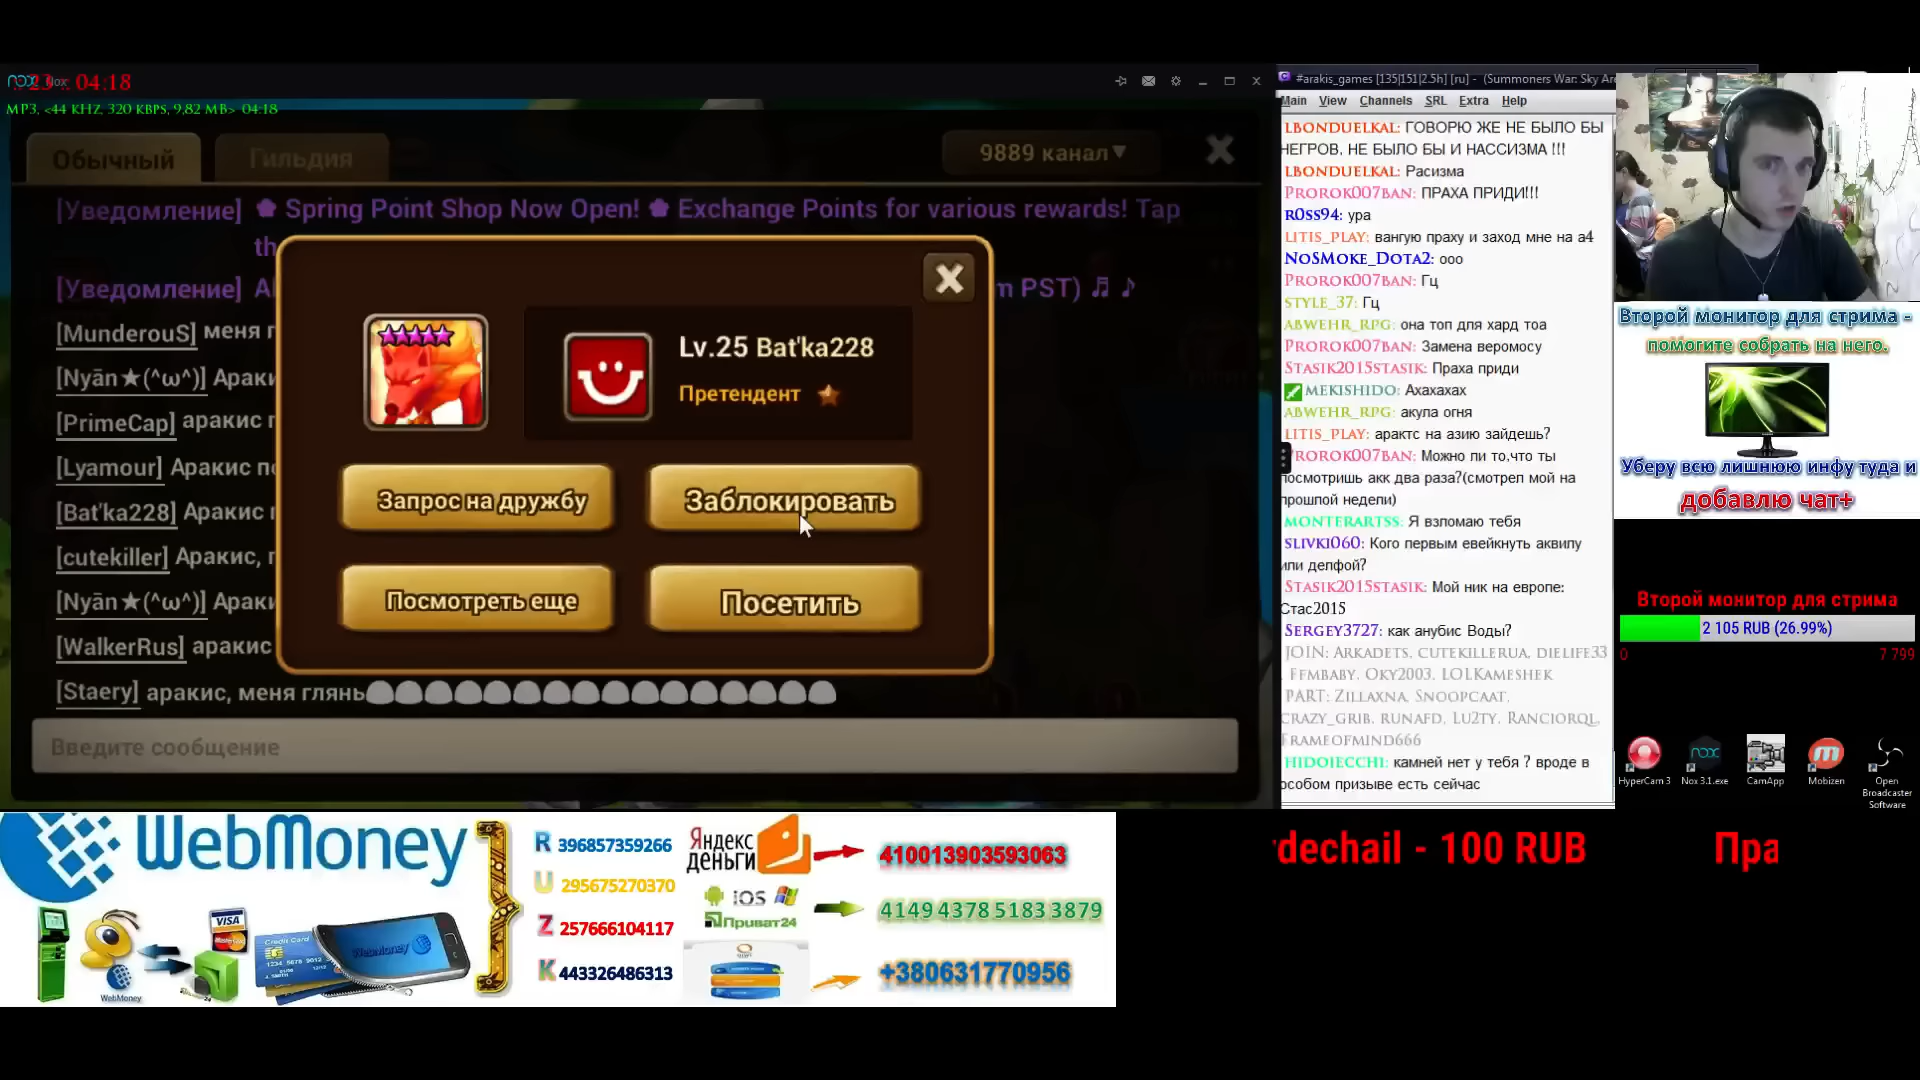 nox Nox
.:23:. 04:18
MP3, <44 KHZ, 320 KBPS, 9,82 MB> 04:18
Обычный
Гильдия
9889 канал
[Уведомление] Spring Point Shop Now Open! Exchange Points for various rewards! Tap
th
[Уведомление] m PST) ♬ ♪
[MunderouS] меня
[Nyān★(^ω^)] Арак
[PrimeCap] аракис
[Lyamour] Аракис
[Bat'ka228] Аракис
[cutekiller] Аракис,
[Nyān★(^ω^)] Арак
[WalkerRus] аракис
[Staery] аракис, меня глянь
Введите сообщение
Lv.25 Bat'ka228
Претендент
Запрос на дружбу
Заблокировать
Посмотреть еще
Посетить
#arakis_games [135|151|2.5h] [ru] - (Summoners War: Sky Are
Main View Channels SRL Extra Help
LBONDUELKAL: ГОВОРЮ ЖЕ НЕ БЫЛО БЫ
НЕГРОВ, НЕ БЫЛО БЫ И НАССИЗМА !!!
LBONDUELKAL: Расизма
PROROK007BAN: ПРАХА ПРИДИ!!!
R0SS94: ура
LITIS_PLAY: вангую праху и заход мне на а4
NOSMOKE_DOTA2: ооо
PROROK007BAN: Гц
STYLE_37: Гц
ABWEHR_RPG: она топ для хард тоа
PROROK007BAN: Замена веромосу
STASIK2015STASIK: Праха приди
MEKISHIDO: Ахахахах
ABWEHR_RPG: акула огня
LITIS_PLAY: арактс на азию зайдешь?
PROROK007BAN: Можно ли то,что ты
посмотришь акк два раза?(смотрел мой на
прошлой недели)
MONTERARTSS: Я взломаю тебя
SLIVKI060: Кого первым евейкнуть аквилу
или делфой?
STASIK2015STASIK: Мой ник на европе:
Стас2015
SERGEY3727: как анубис Воды?
JOIN: ARKADETS, CUTEKILLERUA, DIELIFE33
, FFMBABY, OKY2003, LOLKAMESHEK
PART: ZILLAXNA, SNOOPCAAT,
CRAZY_GRIB, RUNAFD, LU2TY, RANCIORQL,
FRAMEOFMIND666
HIDOIECCHI: камней нет у тебя ? вроде в
особом призыве есть сейчас
Второй монитор для стрима -
помогите собрать на него.
Уберу всю лишнюю инфу туда и
добавлю чат+
Второй монитор для стрима
2 105 RUB (26.99%)
0 7 799
HyperCam 3 Nox 3.1.exe CamApp Mobizen Open
Broadcaster
Software
rdechail - 100 RUB Пра
WebMoney
VISA
Credit Card
WebMoney
WebMoney
R 396857359266
U 295675270370
Z 257666104117
K 443326486313
Яндекс
деньги
410013903593063
iOS
Приват24
4149 4378 5183 3879
+380631770956